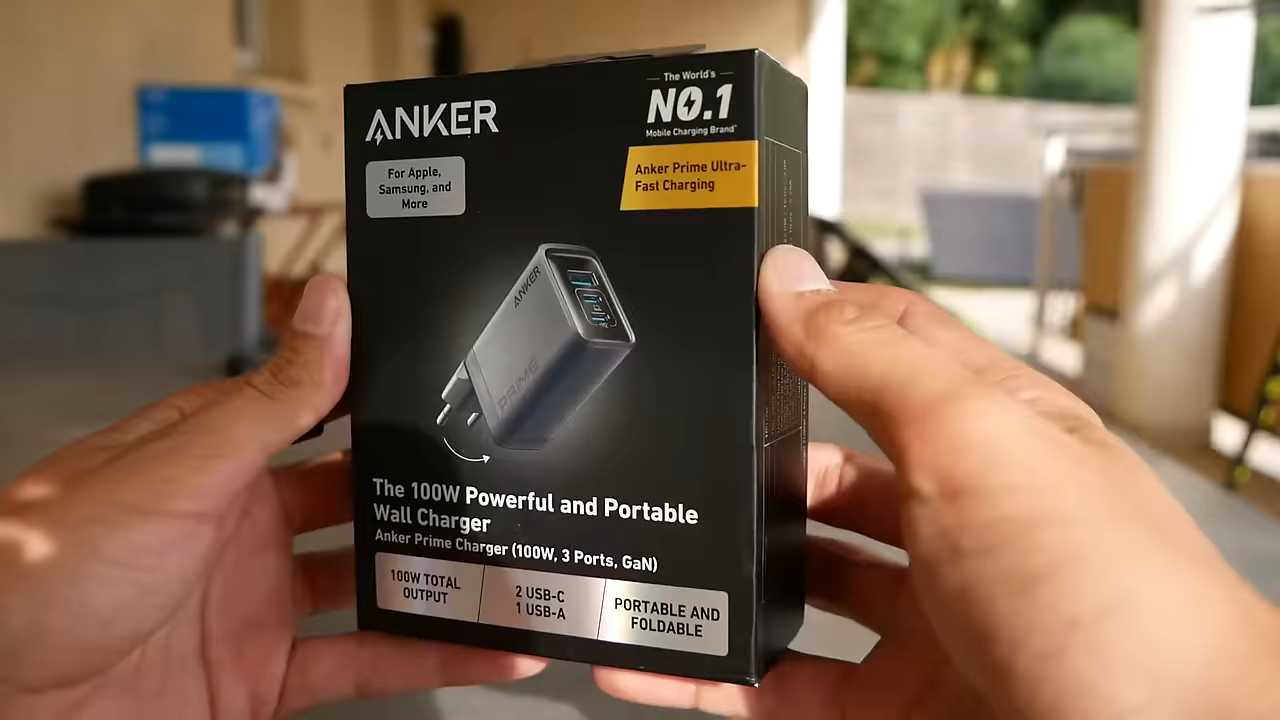 ANKER
The World's
NO.1
Mobile Charging Brand*
For Apple,
Samsung, and
More
Anker Prime Ultra-
Fast Charging
ANKER
PRIME
The 100W Powerful and Portable
Wall Charger
Anker Prime Charger (100W, 3 Ports, GaN)
100W TOTAL
OUTPUT
2 USB-C
1 USB-A
PORTABLE AND
FOLDABLE